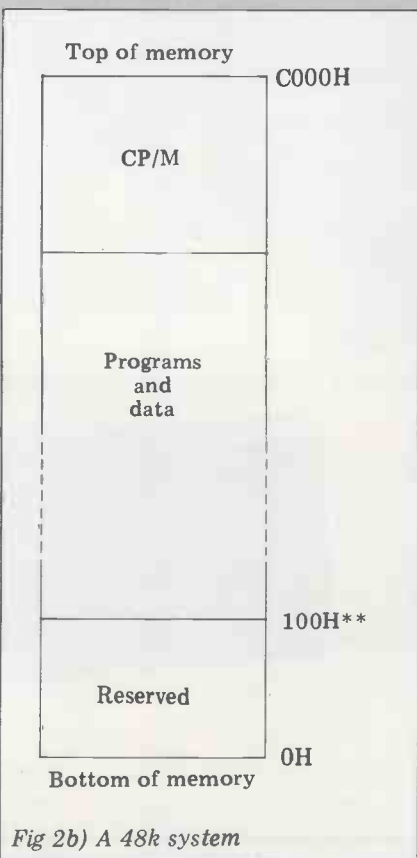 Top of memory
C000H
CP/M
Programs
and
data
100H**
Reserved
0H
Bottom of memory
Fig 2b) A 48k system